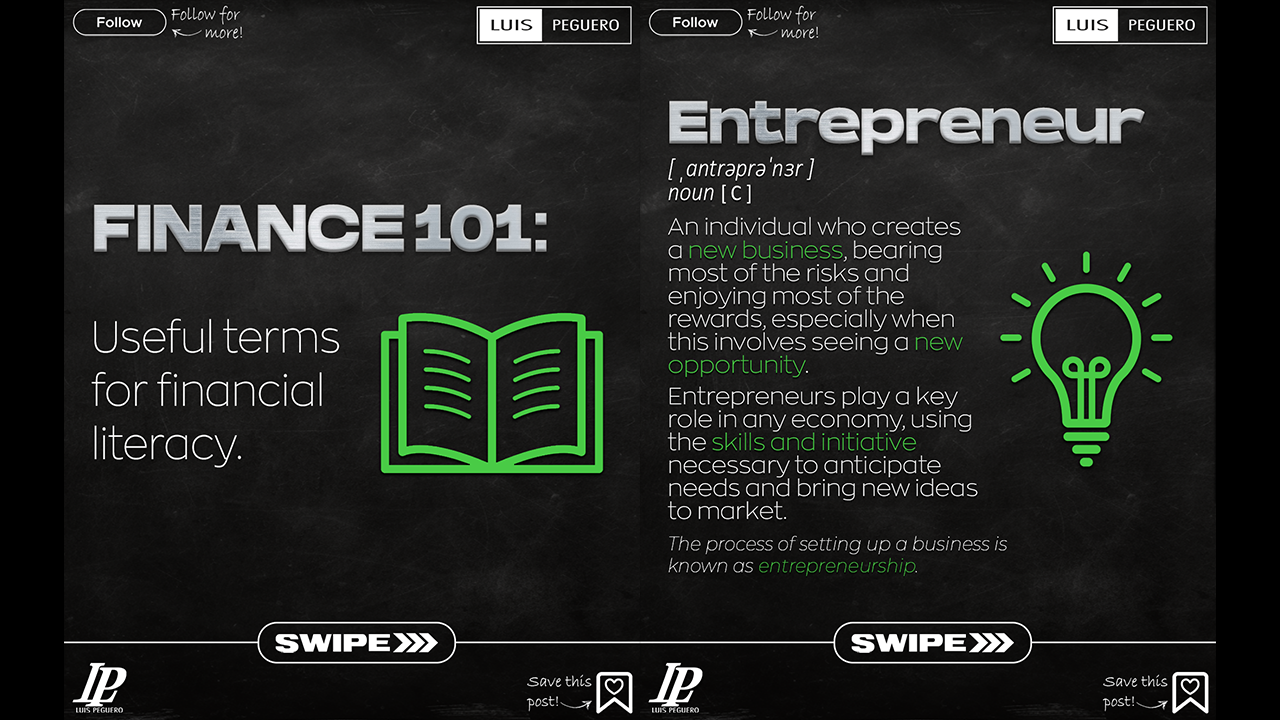 Follow
Follow for
more!
LUIS PEGUERO
FINANCE 101:
Useful terms
for financial
literacy.
SWIPE
LP
LUIS PEGUERO
Save this
post!
Follow
Follow for
more!
LUIS PEGUERO
Entrepreneur
[ ˌantrəprəˈnɜr ]
noun [ C ]
An individual who creates
a new business, bearing
most of the risks and
enjoying most of the
rewards, especially when
this involves seeing a new
opportunity.
Entrepreneurs play a key
role in any economy, using
the skills and initiative
necessary to anticipate
needs and bring new ideas
to market.
The process of setting up a business is
known as entrepreneurship.
SWIPE
LP
LUIS PEGUERO
Save this
post!